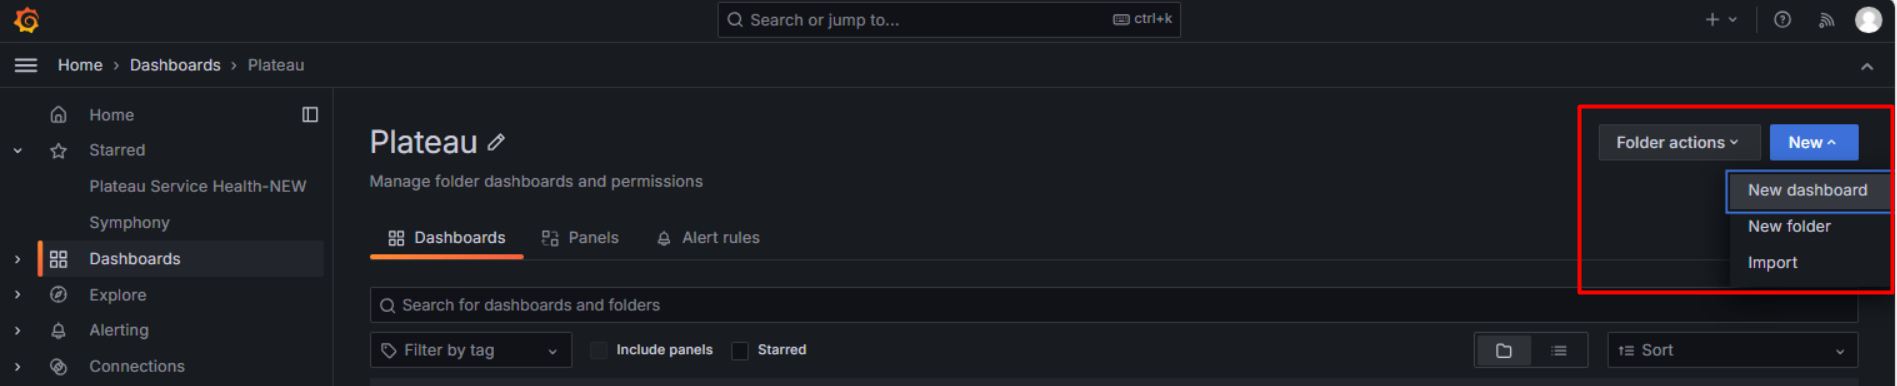 Search or jump to... ctrl+k
Home › Dashboards › Plateau
Home
Starred
Plateau Service Health-NEW
Symphony
Dashboards
Explore
Alerting
Connections
Plateau
Manage folder dashboards and permissions
Folder actions New
New dashboard
New folder
Import
Dashboards Panels Alert rules
Search for dashboards and folders
Filter by tag Include panels Starred Sort